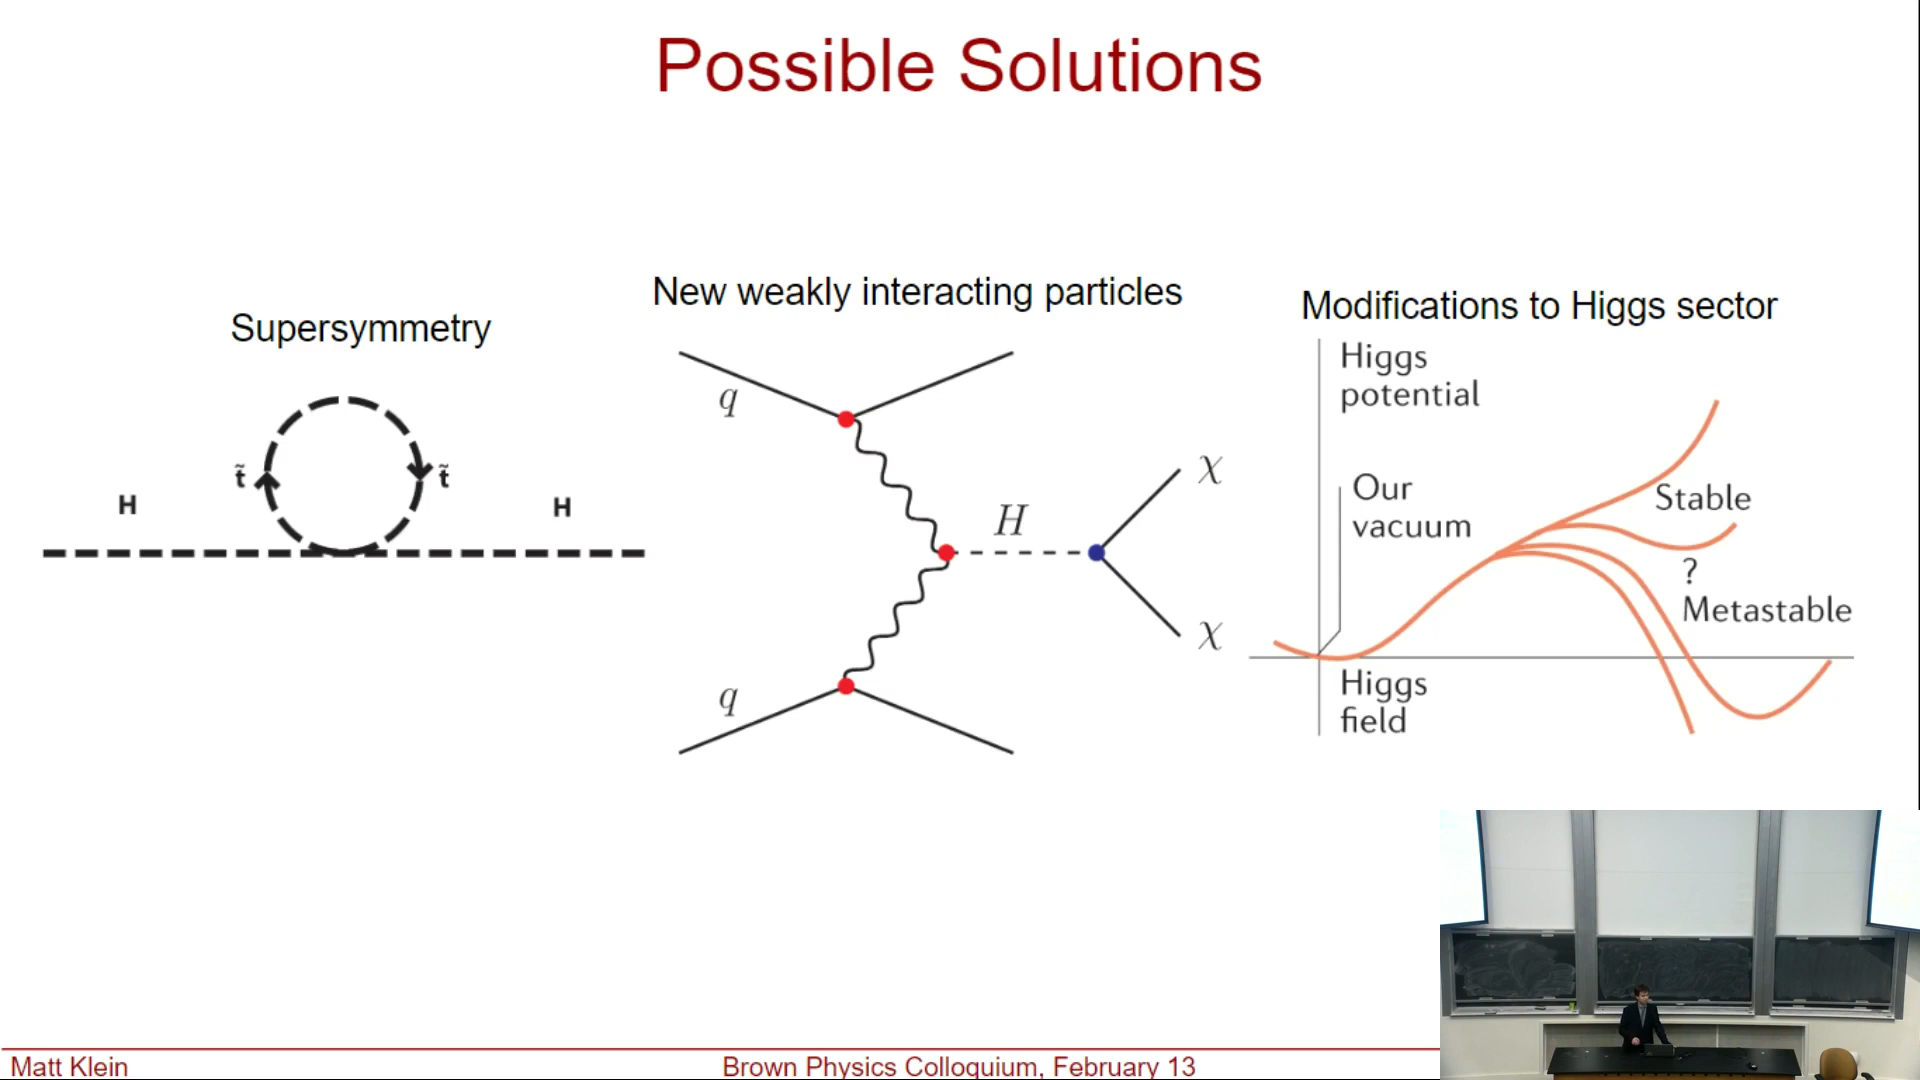 Possible Solutions
Supersymmetry
H
t̃
t̃
H
New weakly interacting particles
q
q
H
χ
χ
Modifications to Higgs sector
Higgs
potential
Our
vacuum
Stable
?
Metastable
Higgs
field
Matt Klein
Brown Physics Colloquium, February 13